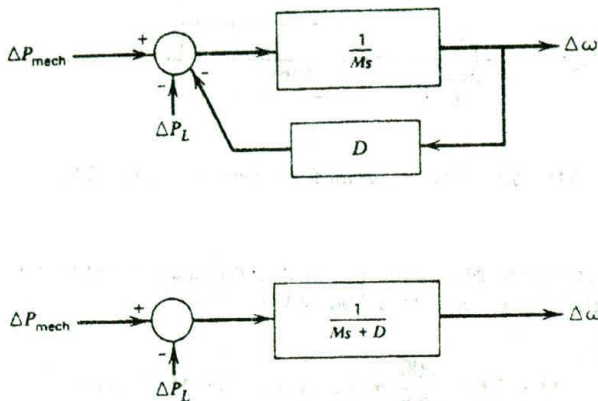 ΔP_mech
+
-
-
ΔP_L
1/Ms
Δω
D
ΔP_mech
+
-
ΔP_L
1/(Ms + D)
Δω